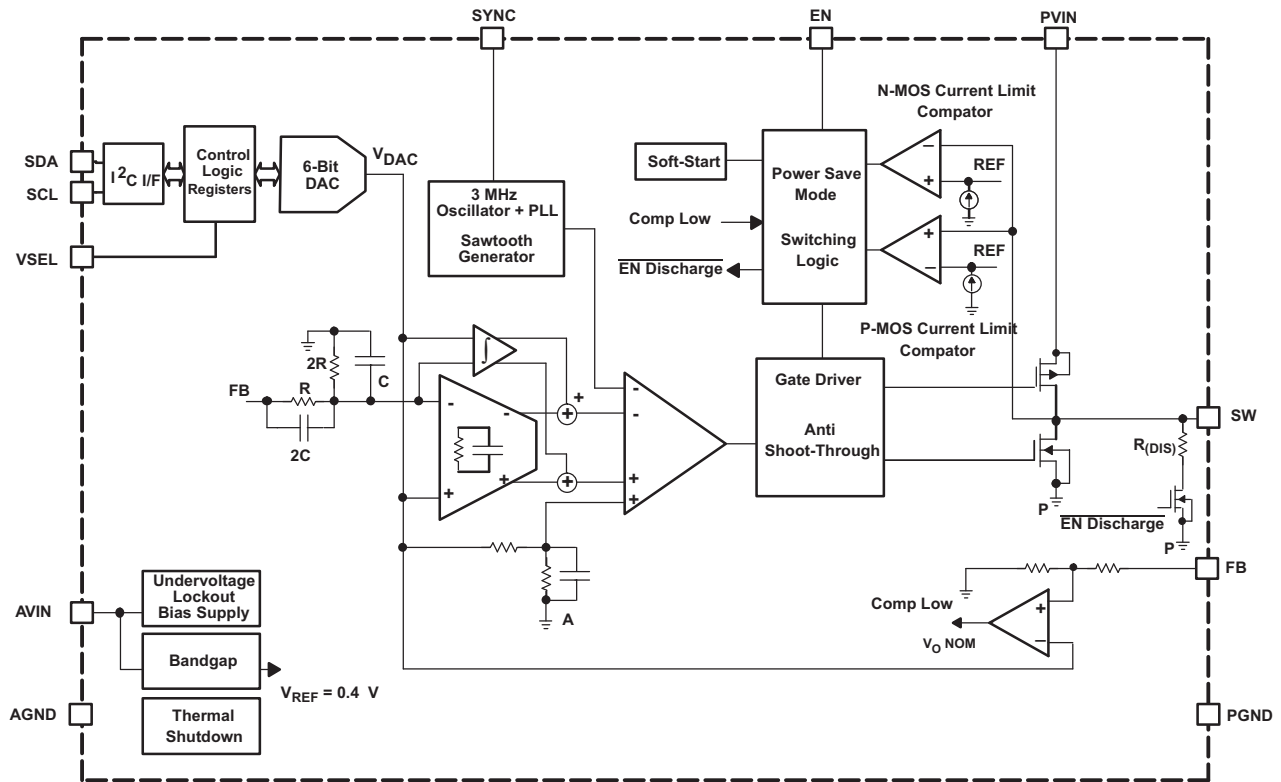 SYNC
EN
PVIN
N-MOS Current Limit
Compator
SDA
SCL
VSEL
I²C I/F
Control
Logic
Registers
6-Bit
DAC
V_DAC
3 MHz
Oscillator + PLL
Sawtooth
Generator
Soft-Start
Comp Low
EN Discharge
Power Save
Mode
Switching
Logic
−
+
REF
+
−
REF
P-MOS Current Limit
Compator
2R
C
FB
R
2C
∫
-
-
+
+
+
+
+
-
-
+
+
Gate Driver
Anti
Shoot-Through
SW
R(DIS)
P
EN Discharge
P
A
FB
Comp Low
V_O NOM
+
−
AVIN
Undervoltage
Lockout
Bias Supply
Bandgap
V_REF = 0.4 V
AGND
Thermal
Shutdown
PGND